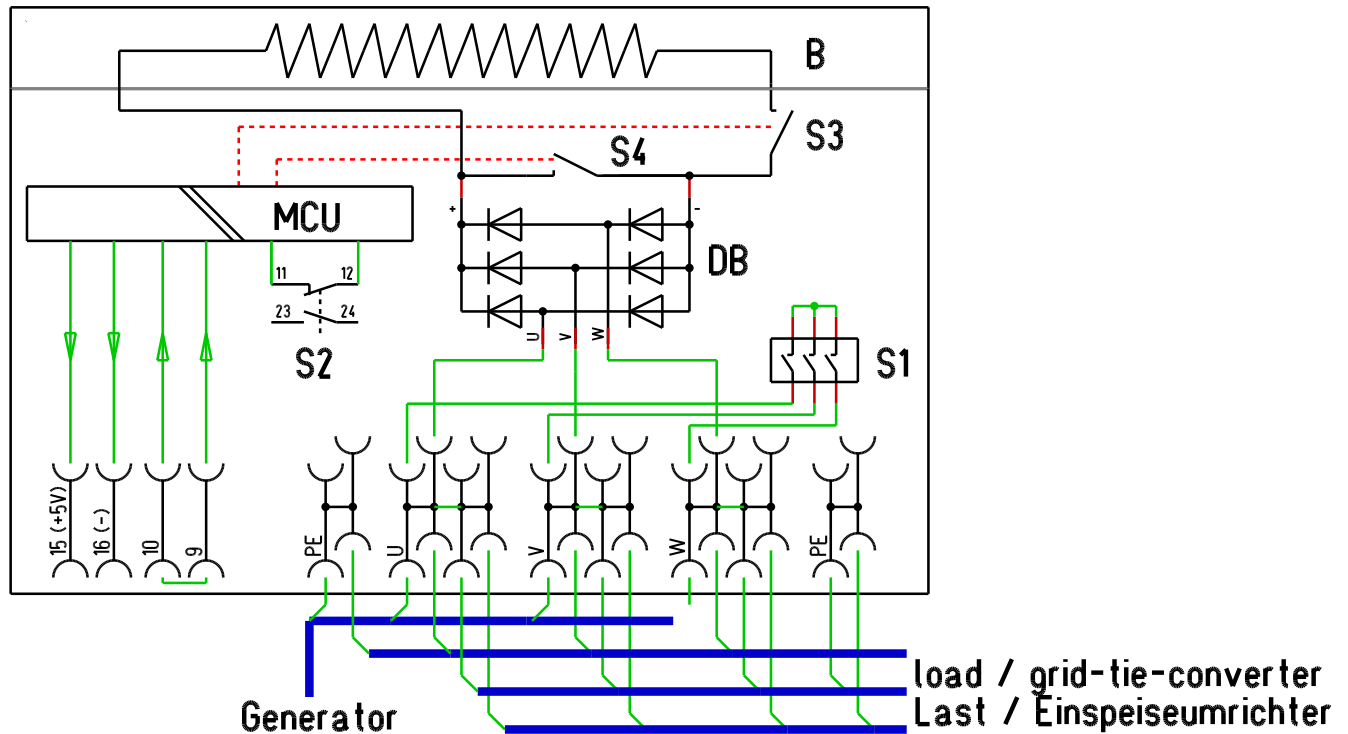 B
S3
S4
MCU
+ -
DB
11 12
23 24
S2
U V W
S1
15 (+5V)
16 (-)
10
9
PE
U
V
W
PE
load / grid-tie-converter
Last / Einspeiseumrichter
Generator